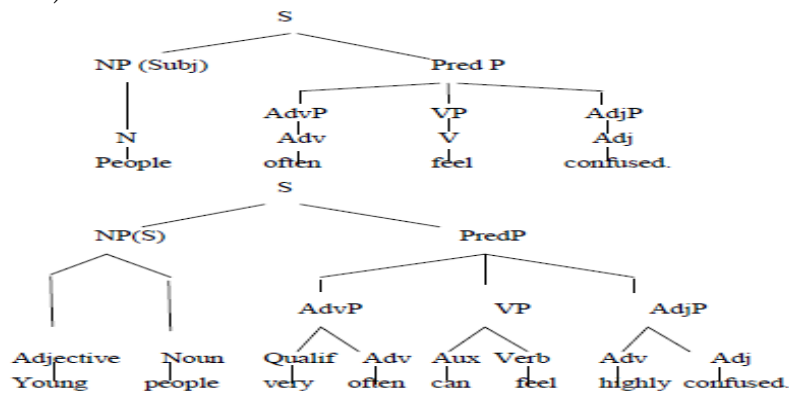 S
NP (Subj) Pred P
AdvP VP AdjP
N Adv V Adj
People often feel confused.
S
NP(S) PredP
AdvP VP AdjP
Adjective Noun Qualif Adv Aux Verb Adv Adj
Young people very often can feel highly confused.